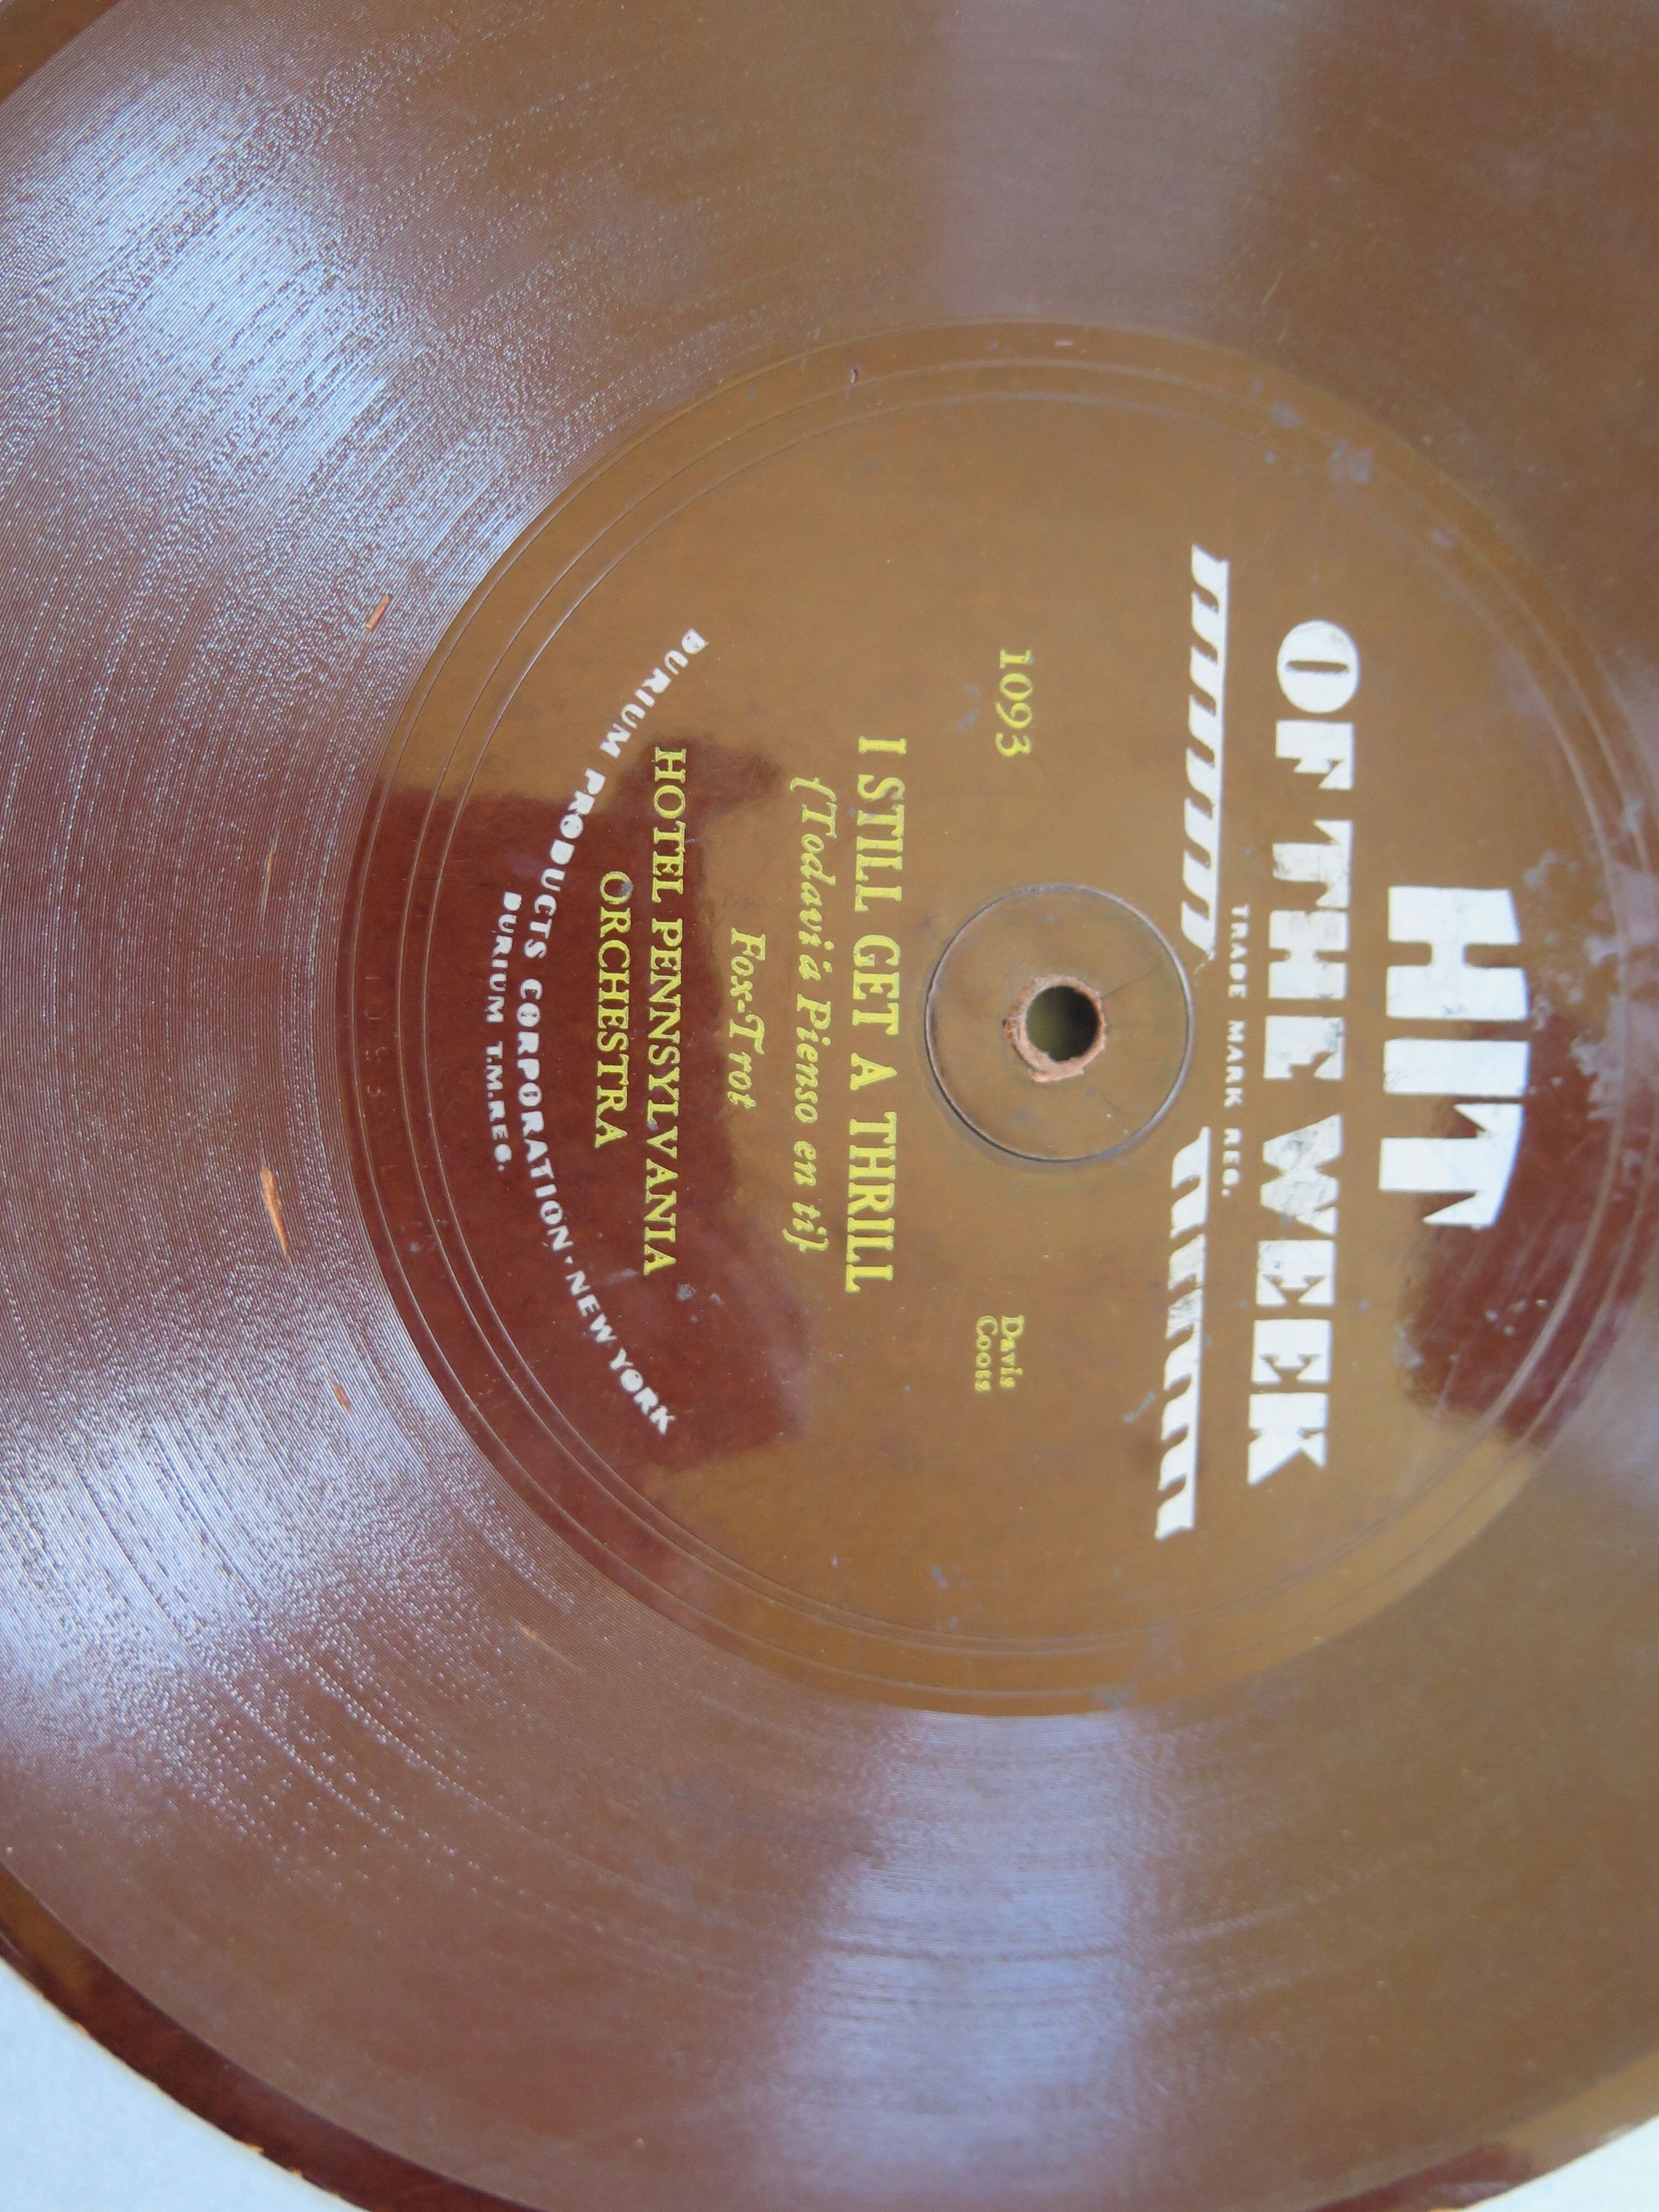 HIT
OF THE WEEK
TRADE MARK REG.
1093
Davis
Coots
I STILL GET A THRILL
(Todavia á Pienso en ti)
Fox-Trot
HOTEL PENNSYLVANIA
ORCHESTRA
DURIUM PRODUCTS CORPORATION · NEW YORK
DURIUM T.M.REG.